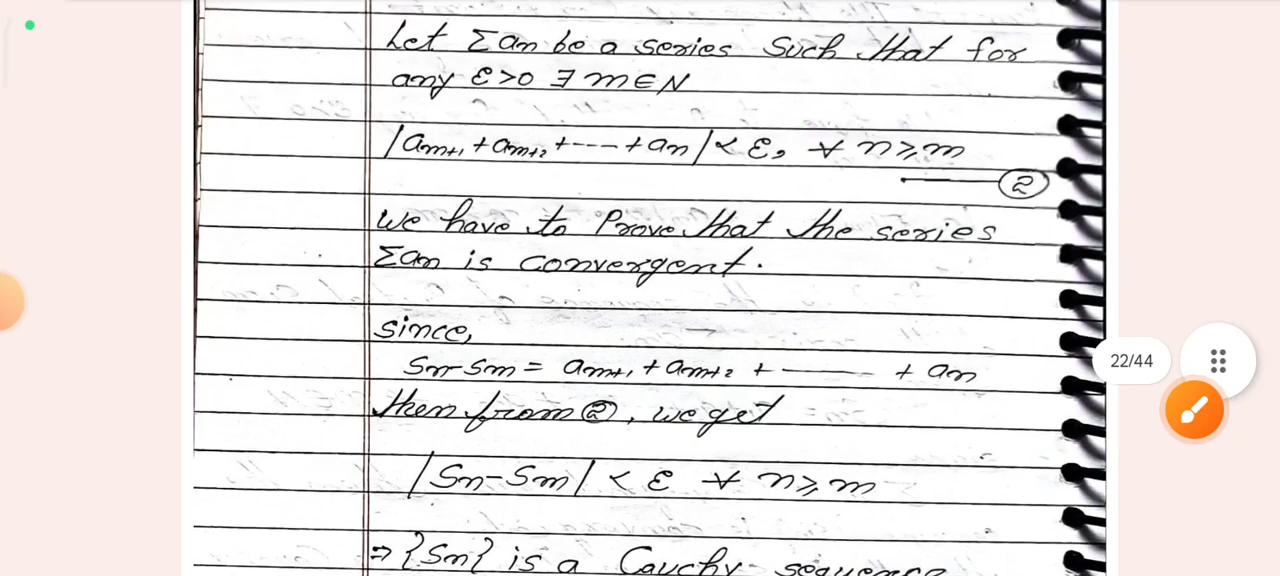 Let Σan be a series such that for
any ε>0 ∃ m∈N
|am+1 + am+2 + ---- + an| < ε, ∀ n≥m
②
we have to Prove that the series
Σan is convergent.
since,
Sn-Sm = am+1 + am+2 + ——— + an
then from ②, we get
22/44
|Sn-Sm| < ε ∀ n≥m
⇒ {Sn} is a Cauchy sequence